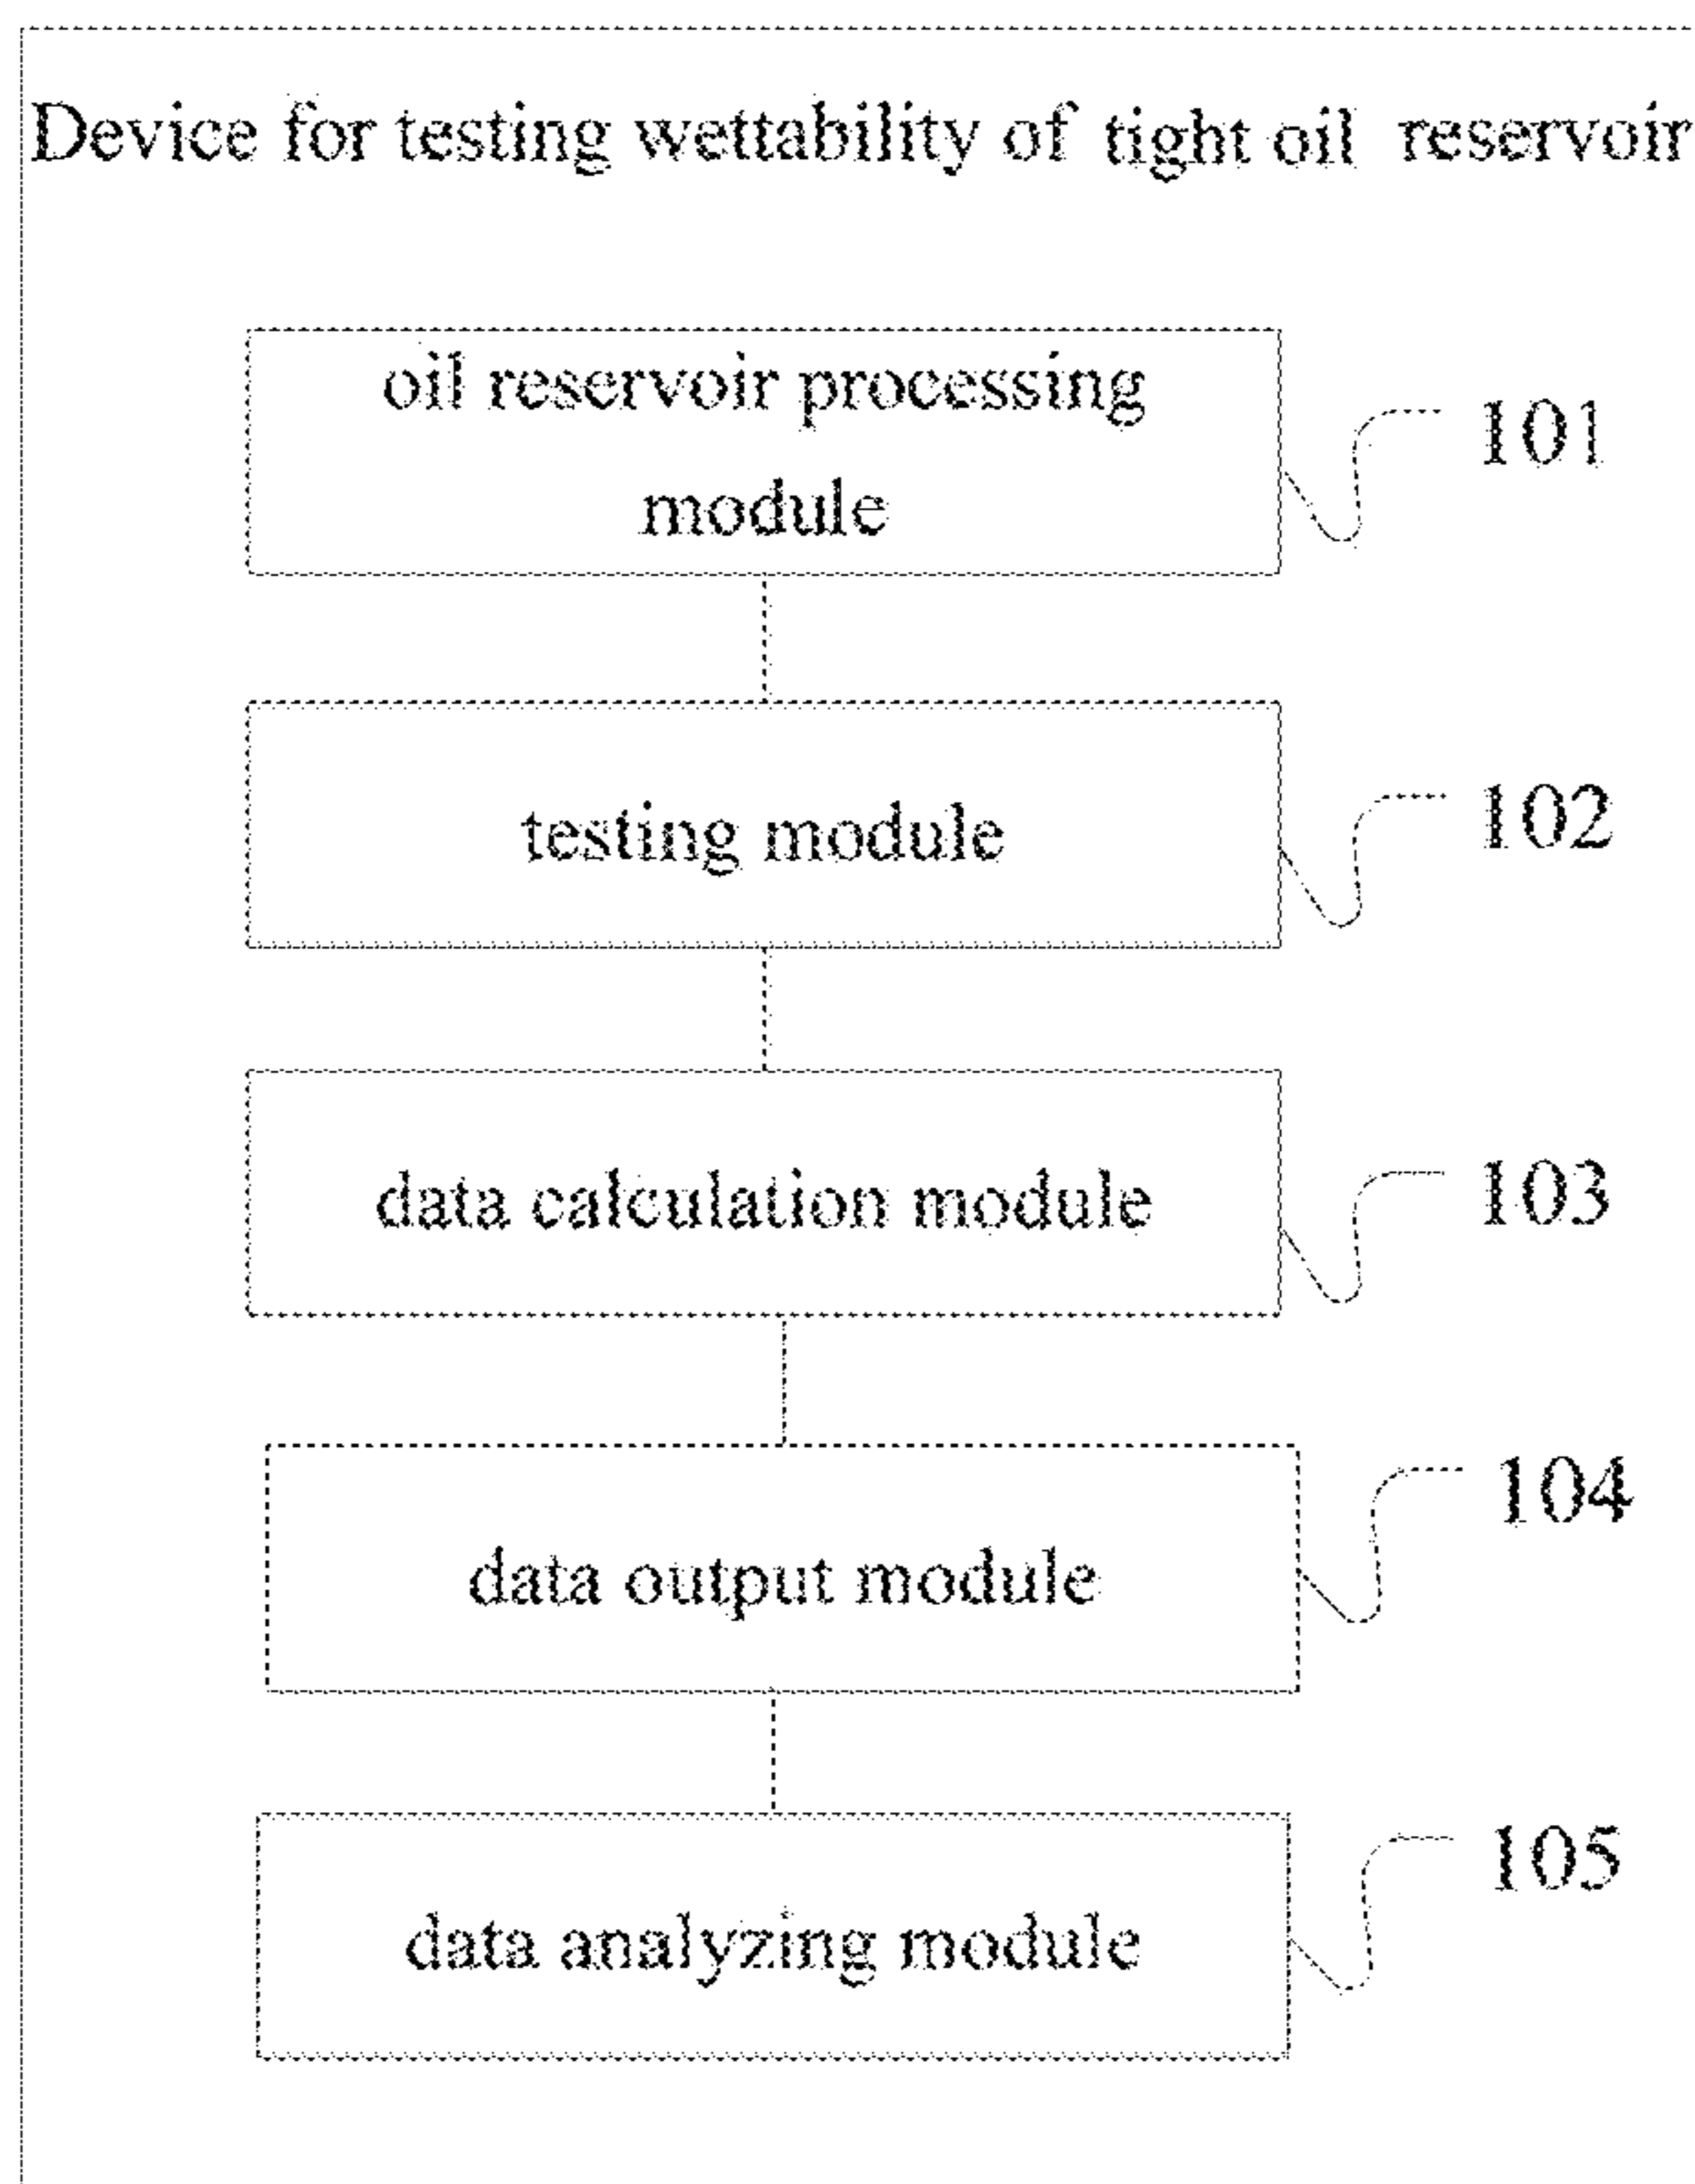 Device for testing wettability of tight oil reservoir
oil reservoir processing
module
101
testing module
102
data calculation module
103
data output module
104
data analyzing module
105